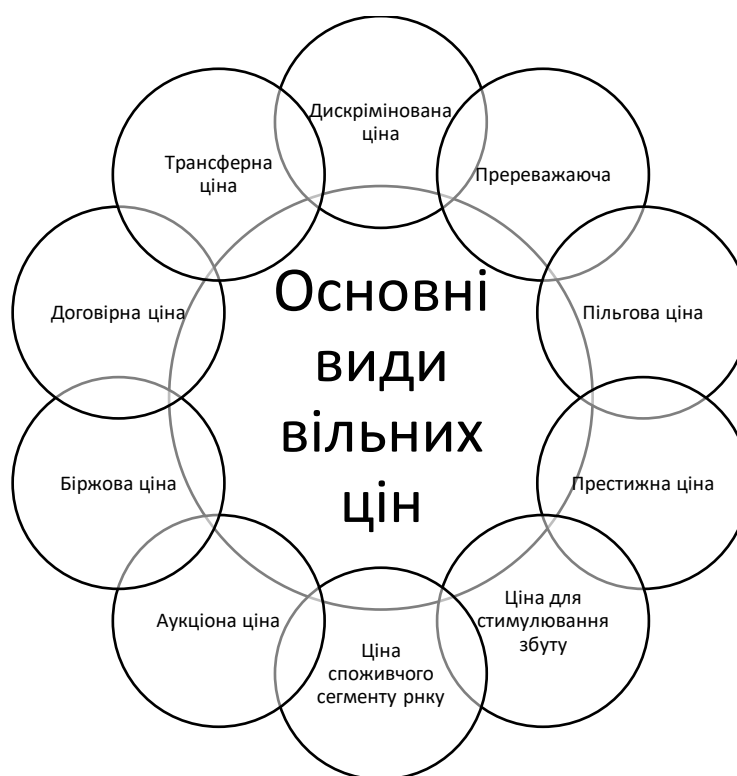 Дискрімінована
ціна
Пререважаюча
Пільгова ціна
Престижна ціна
Ціна для
стимулювання
збуту
Ціна
споживчого
сегменту рнку
Аукціона ціна
Біржова ціна
Договірна ціна
Трансферна
ціна
Основні
види
вільних
цін